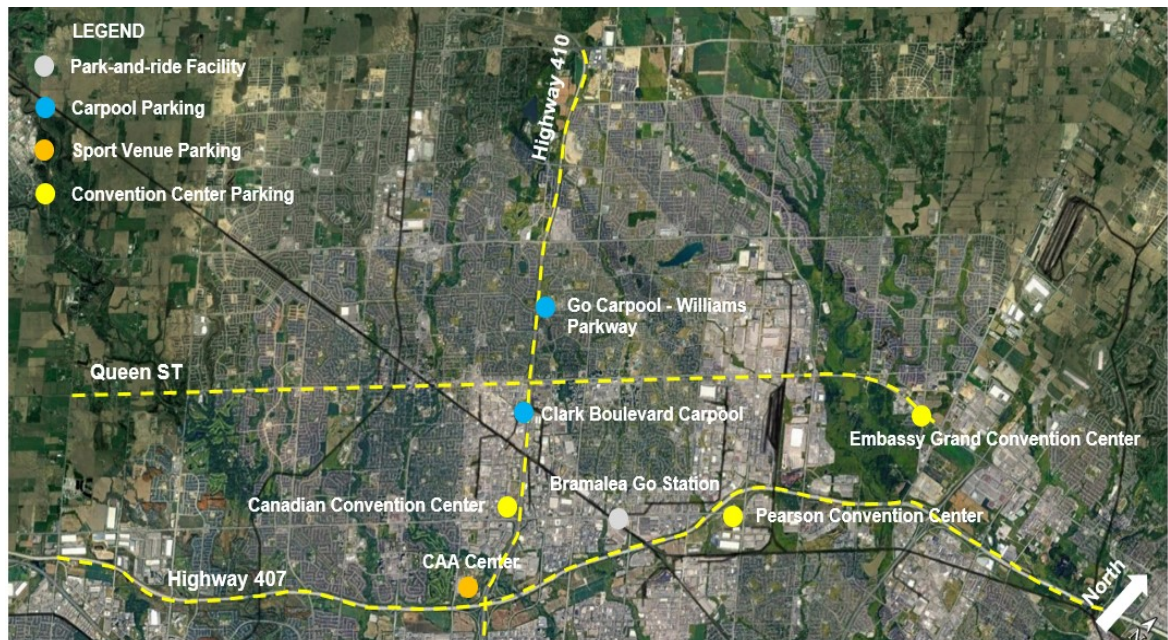 LEGEND
Park-and-ride Facility
Carpool Parking
Sport Venue Parking
Convention Center Parking
Highway 410
Go Carpool - Williams
Parkway
Queen ST
Clark Boulevard Carpool
Embassy Grand Convention Center
Bramalea Go Station
Canadian Convention Center
Pearson Convention Center
CAA Center
Highway 407
North